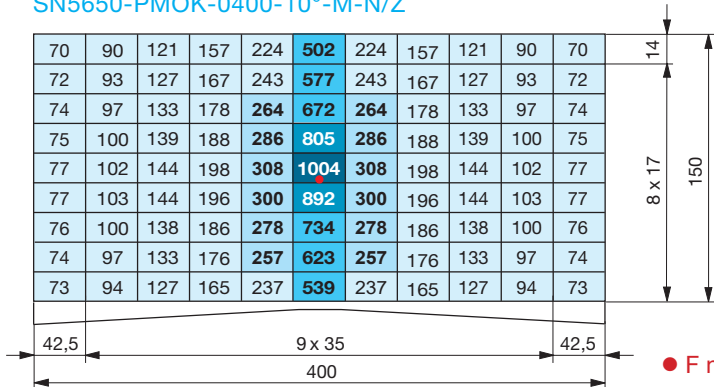 SN5650-PMOK-0400-10°-M-N/Z
70 90 121 157 224 502 224 157 121 90 70
72 93 127 167 243 577 243 167 127 93 72
74 97 133 178 264 672 264 178 133 97 74
75 100 139 188 286 805 286 188 139 100 75
77 102 144 198 308 1004 308 198 144 102 77
77 103 144 196 300 892 300 196 144 103 77
76 100 138 186 278 734 278 186 138 100 76
74 97 133 176 257 623 257 176 133 97 74
73 94 127 165 237 539 237 165 127 94 73
14
8 x 17
150
42,5 9 x 35 42,5
400
F